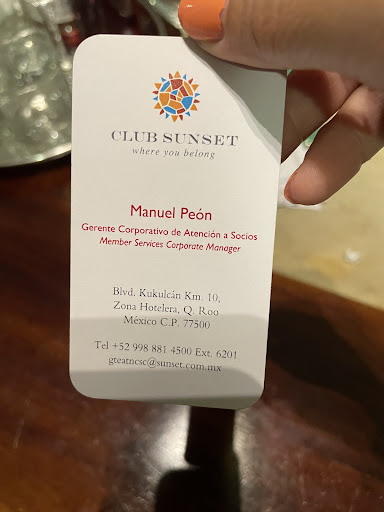 CLUB SUNSET
where you belong
Manuel Peón
Gerente Corporativo de Atención a Socios
Member Services Corporate Manager
Blvd. Kukulcán Km. 10,
Zona Hotelera, Q. Roo
México C.P. 77500
Tel +52 998 881 4500 Ext. 6201
gteatncsc@sunset.com.mx